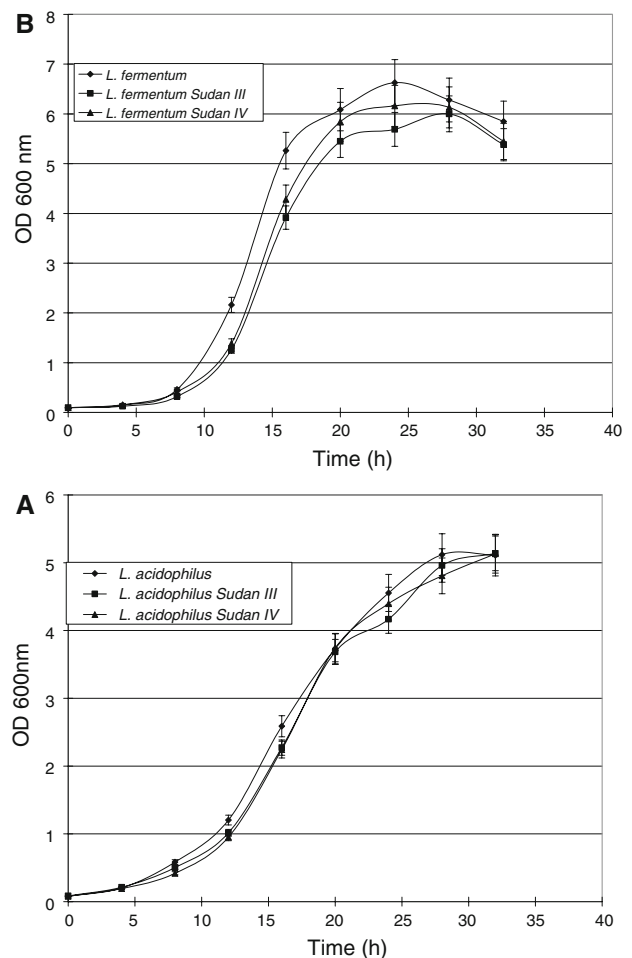 B
8
7
6
5
4
3
2
1
0
OD 600 nm
L. fermentum
L. fermentum Sudan III
L. fermentum Sudan IV
0 5 10 15 20 25 30 35 40
Time (h)
A
6
5
4
3
2
1
0
OD 600nm
L. acidophilus
L. acidophilus Sudan III
L. acidophilus Sudan IV
0 5 10 15 20 25 30 35 40
Time (h)